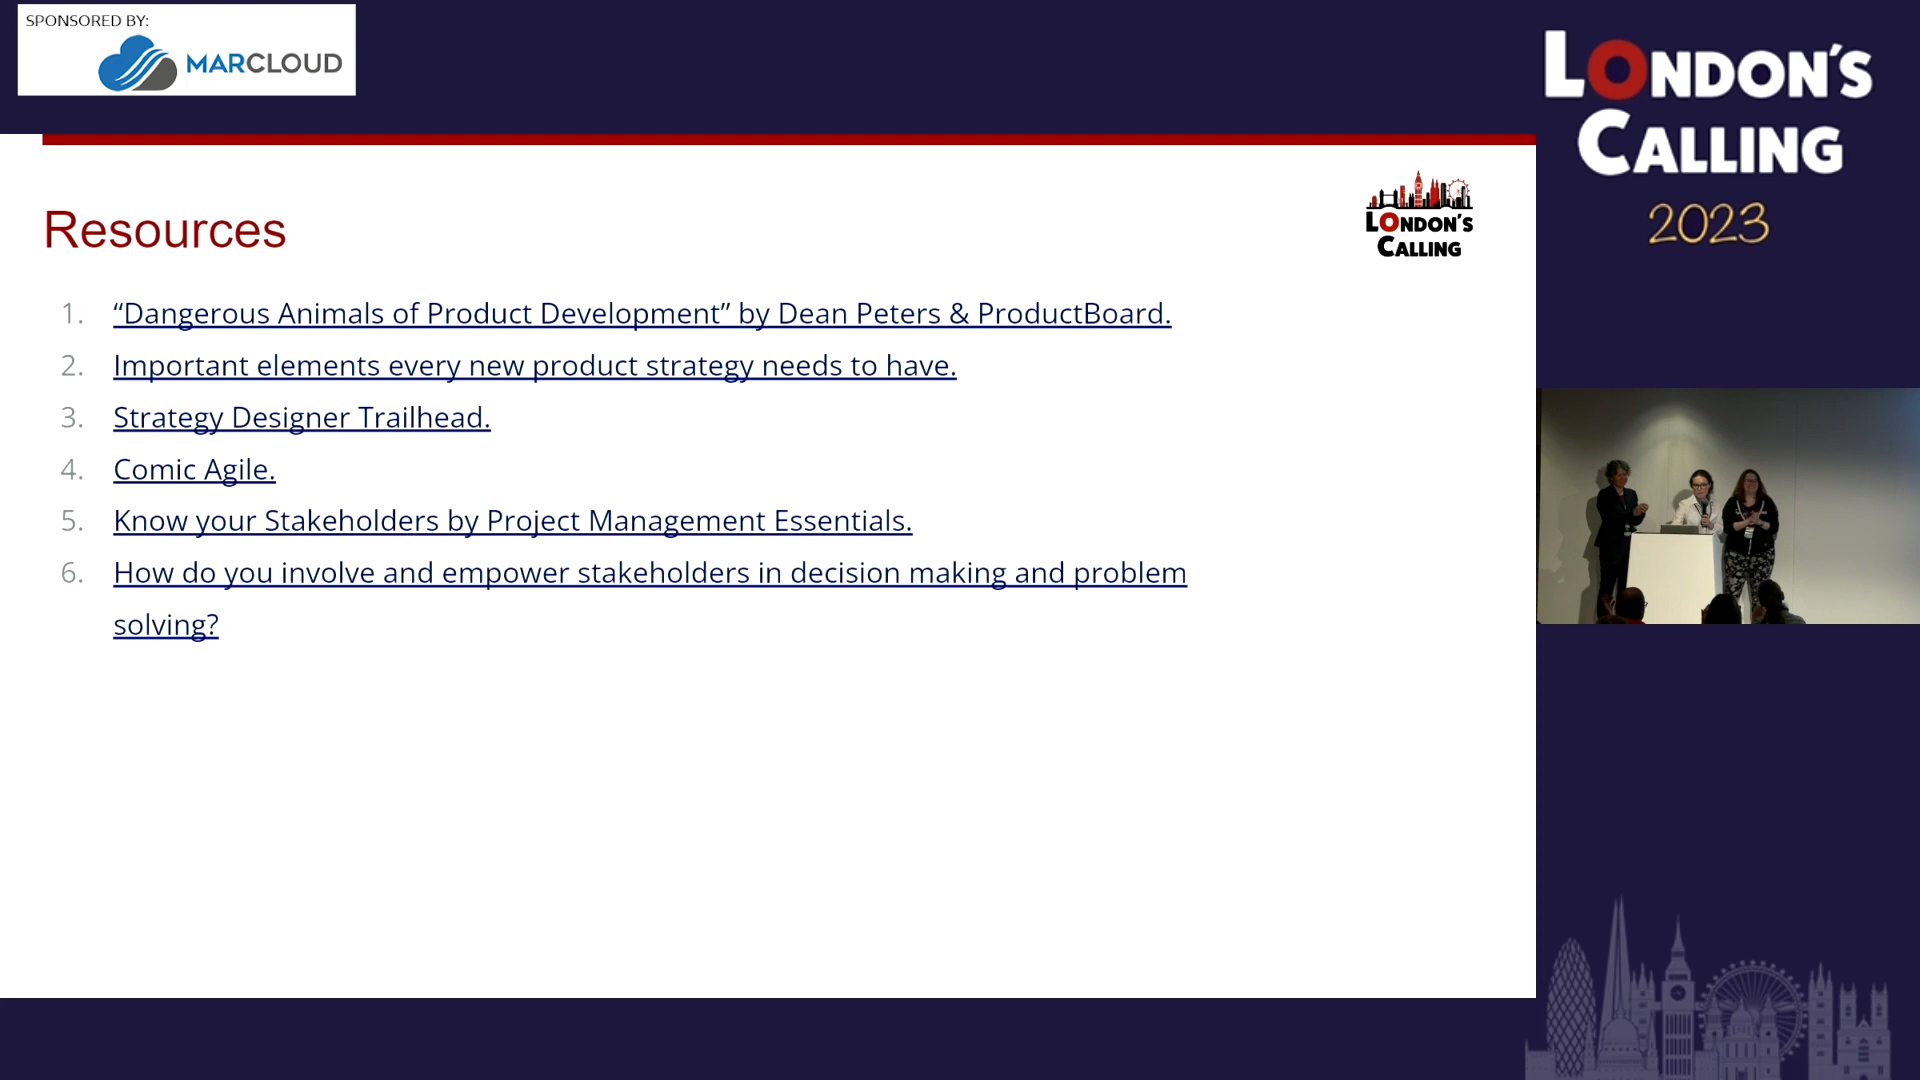 SPONSORED BY:
MARCLOUD
LONDON'S
CALLING
2023
LONDON'S
CALLING
Resources
1. “Dangerous Animals of Product Development” by Dean Peters & ProductBoard.
2. Important elements every new product strategy needs to have.
3. Strategy Designer Trailhead.
4. Comic Agile.
5. Know your Stakeholders by Project Management Essentials.
6. How do you involve and empower stakeholders in decision making and problem
solving?